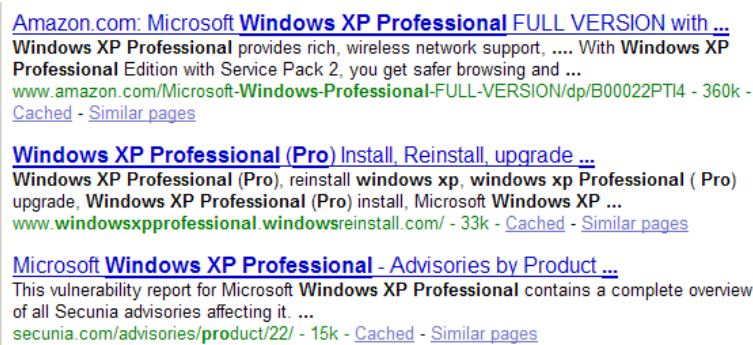 Amazon.com: Microsoft Windows XP Professional FULL VERSION with ...
Windows XP Professional provides rich, wireless network support, .... With Windows XP
Professional Edition with Service Pack 2, you get safer browsing and ...
www.amazon.com/Microsoft-Windows-Professional-FULL-VERSION/dp/B00022PTI4 - 360k -
Cached - Similar pages
Windows XP Professional (Pro) Install, Reinstall, upgrade ...
Windows XP Professional (Pro), reinstall windows xp, windows xp Professional ( Pro)
upgrade, Windows XP Professional (Pro) install, Microsoft Windows XP ...
www.windowsxpprofessional.windowsreinstall.com/ - 33k - Cached - Similar pages
Microsoft Windows XP Professional - Advisories by Product ...
This vulnerability report for Microsoft Windows XP Professional contains a complete overview
of all Secunia advisories affecting it. ...
secunia.com/advisories/product/22/ - 15k - Cached - Similar pages